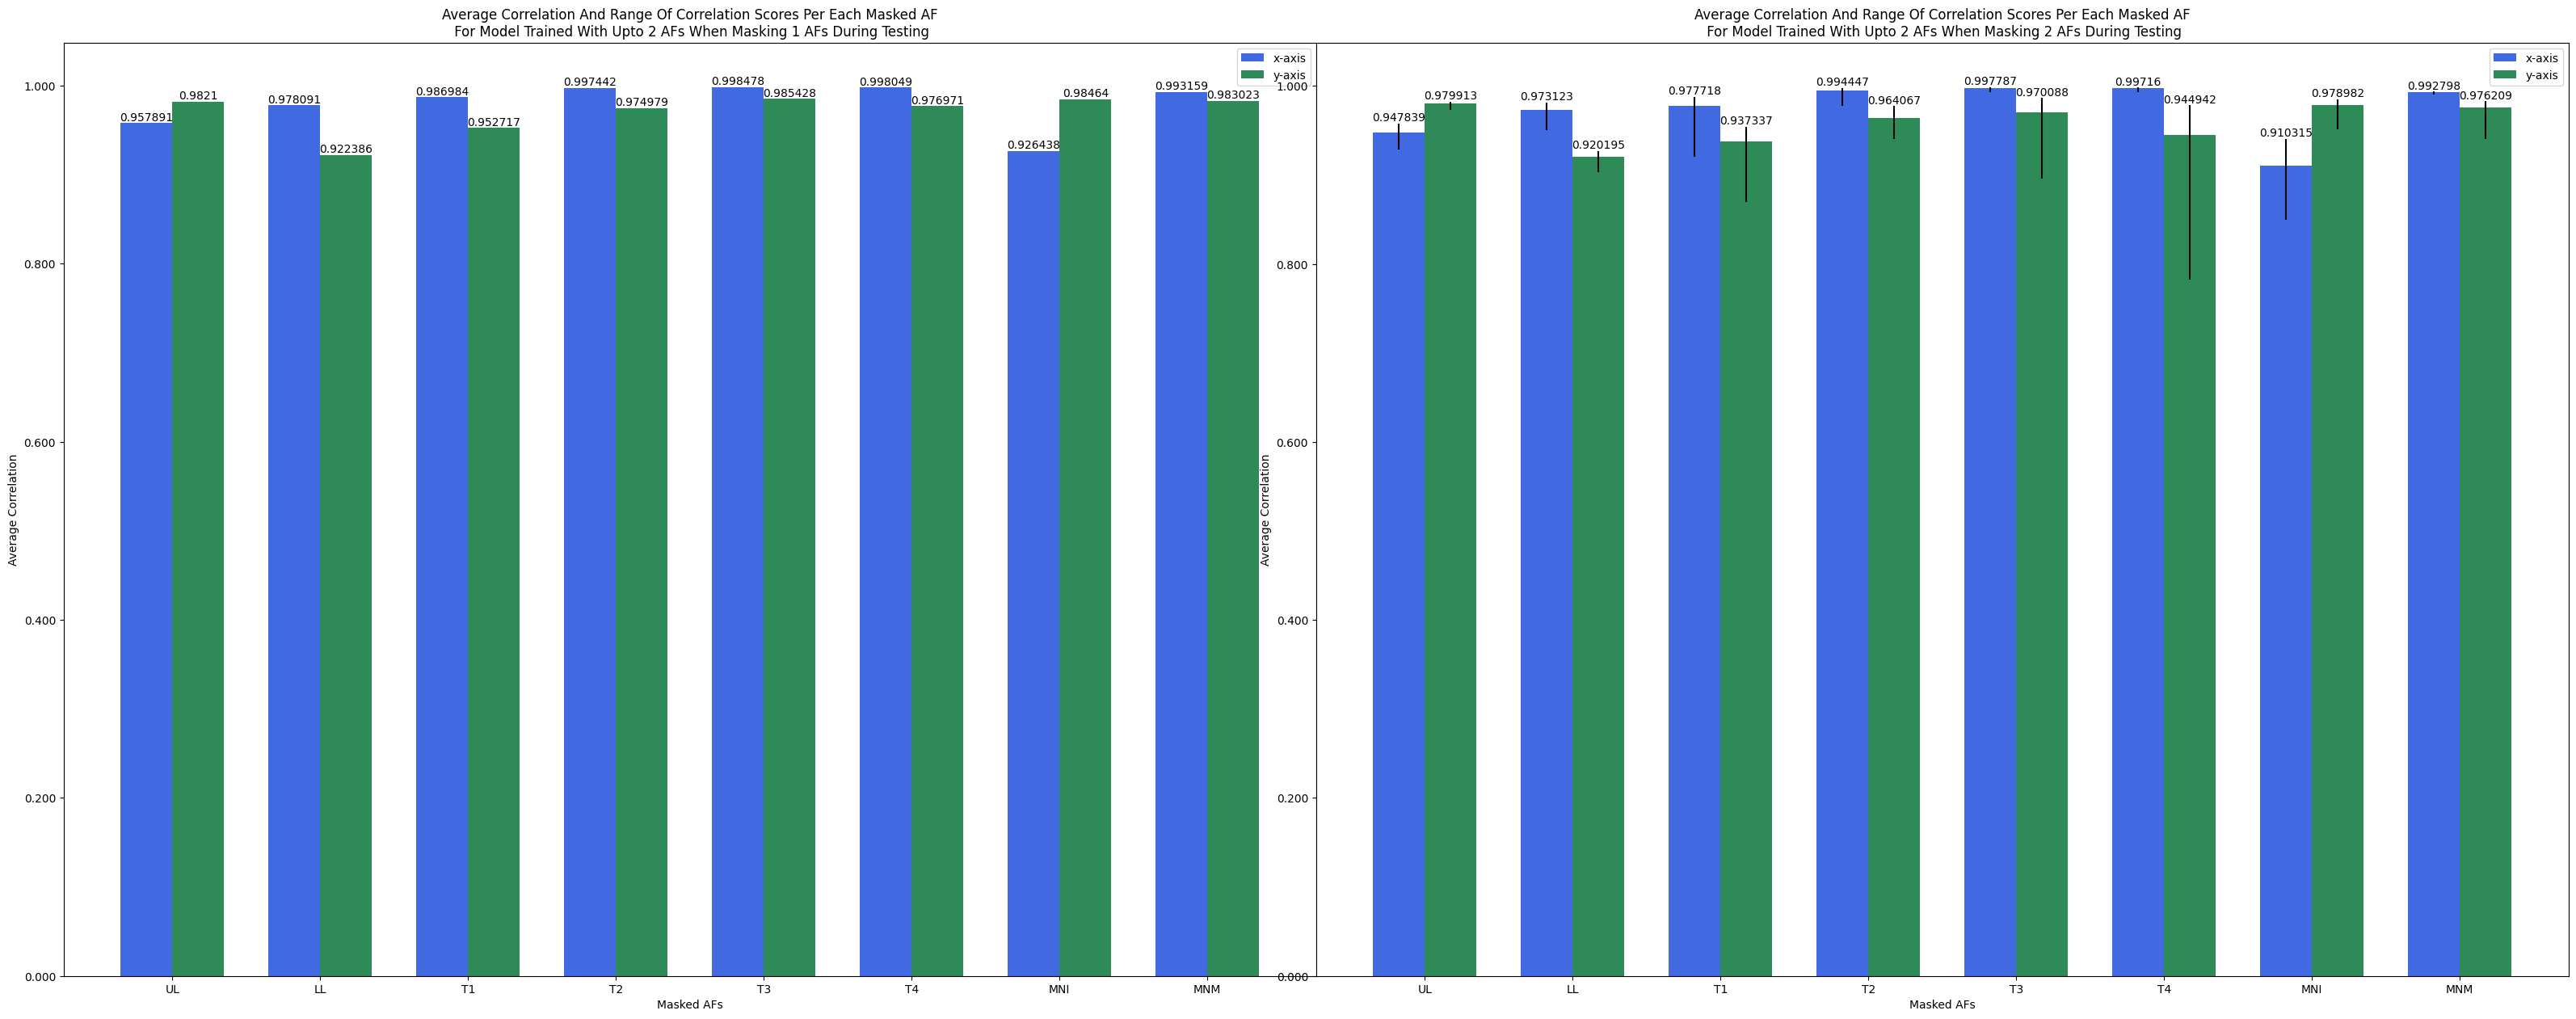 Average Correlation And Range Of Correlation Scores Per Each Masked AF
For Model Trained With Upto 2 AFs When Masking 1 AFs During Testing
x-axis
y-axis
1.000
0.800
0.600
0.400
0.200
0.000
Average Correlation
0.957891
0.9821
0.978091
0.922386
0.986984
0.952717
0.997442
0.974979
0.998478
0.985428
0.998049
0.976971
0.926438
0.98464
0.993159
0.983023
UL
LL
T1
T2
T3
T4
MNI
MNM
Masked AFs
Average Correlation And Range Of Correlation Scores Per Each Masked AF
For Model Trained With Upto 2 AFs When Masking 2 AFs During Testing
x-axis
y-axis
1.000
0.800
0.600
0.400
0.200
0.000
Average Correlation
0.947839
0.979913
0.973123
0.920195
0.977718
0.937337
0.994447
0.964067
0.997787
0.970088
0.99716
0.944942
0.910315
0.978982
0.992798
0.976209
UL
LL
T1
T2
T3
T4
MNI
MNM
Masked AFs